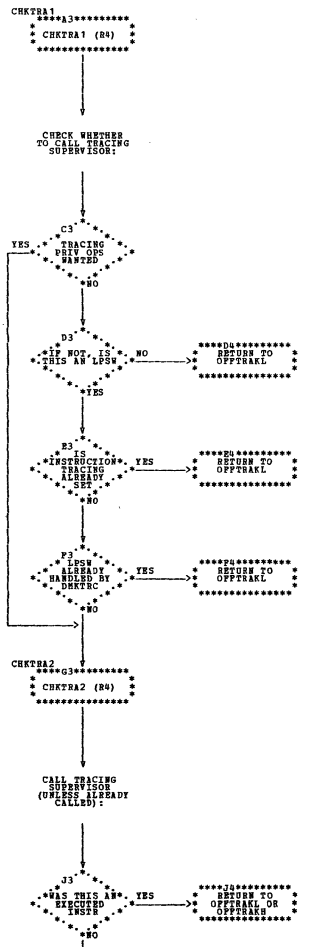 CHKTRA1
A3
CHKTRA1 (R4)
CHECK WHETHER
TO CALL TRACING
SUPERVISOR:
C3
YES
TRACING
PRIV OPS
WANTED
NO
D3
IF NOT, IS
THIS AN LPSW
NO
D4
RETURN TO
OFFTRAKL
YES
E3
IS
INSTRUCTION
TRACING
ALREADY
SET
YES
E4
RETURN TO
OFFTRAKL
NO
F3
LPSW
ALREADY
HANDLED BY
DMKTRC
YES
F4
RETURN TO
OFFTRAKL
NO
CHKTRA2
G3
CHKTRA2 (R4)
CALL TRACING
SUPERVISOR
(UNLESS ALREADY
CALLED):
J3
WAS THIS AN
EXECUTED
INSTR
YES
J4
RETURN TO
OFFTRAKL OR
OFFTRAKH
NO